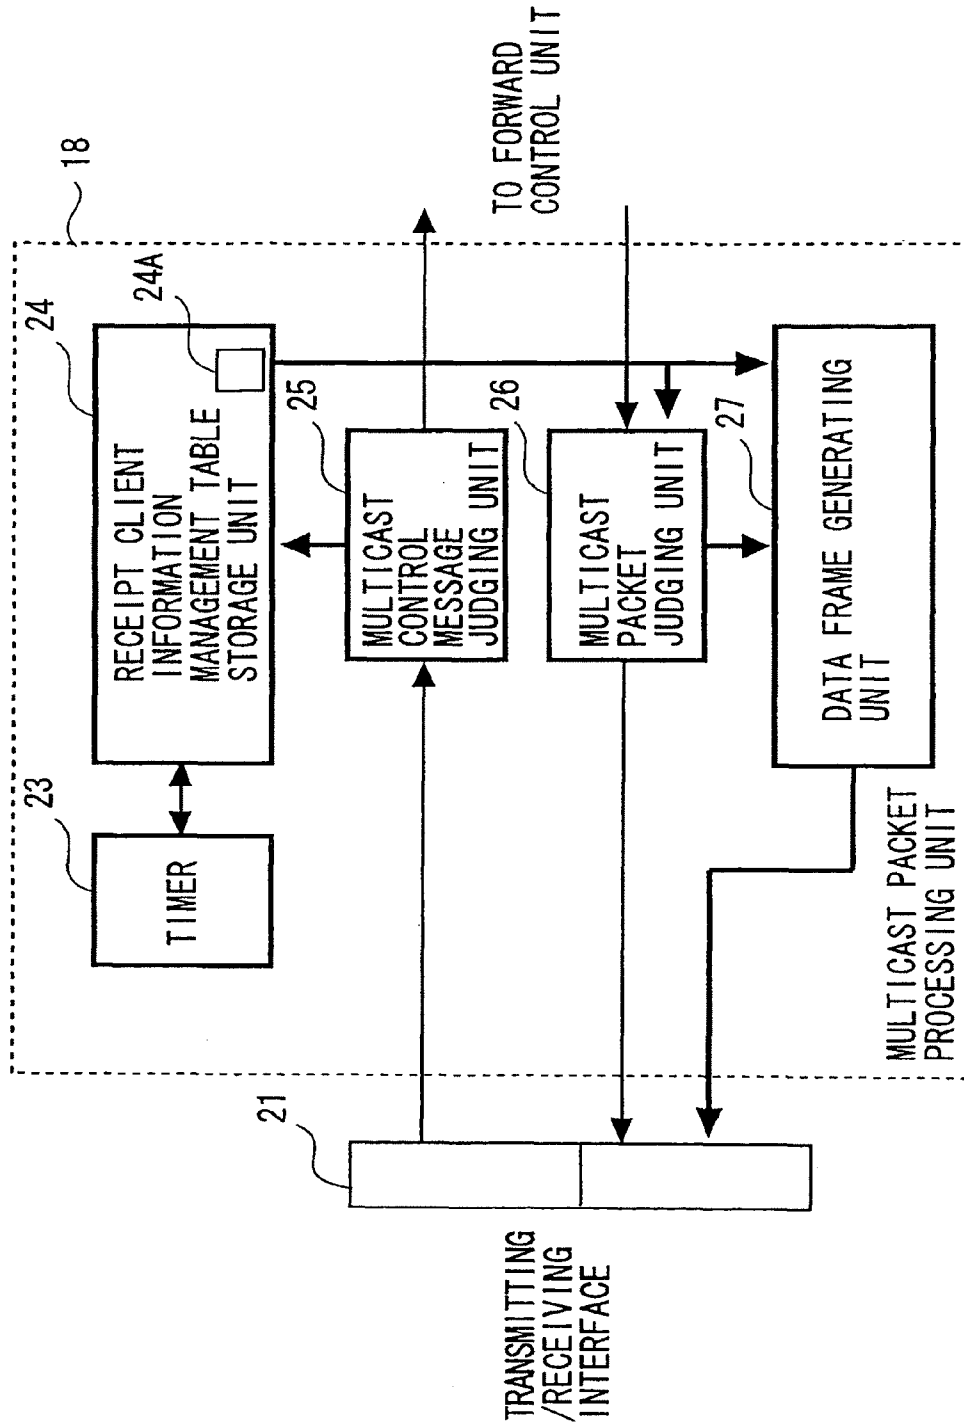 18
24
RECEIPT CLIENT
INFORMATION
MANAGEMENT TABLE
STORAGE UNIT
24A
23
TIMER
25
MULTICAST
CONTROL
MESSAGE
JUDGING UNIT
TO FORWARD
CONTROL UNIT
26
MULTICAST
PACKET
JUDGING UNIT
27
DATA FRAME GENERATING
UNIT
MULTICAST PACKET
PROCESSING UNIT
21
TRANSMITTING
/RECEIVING
INTERFACE